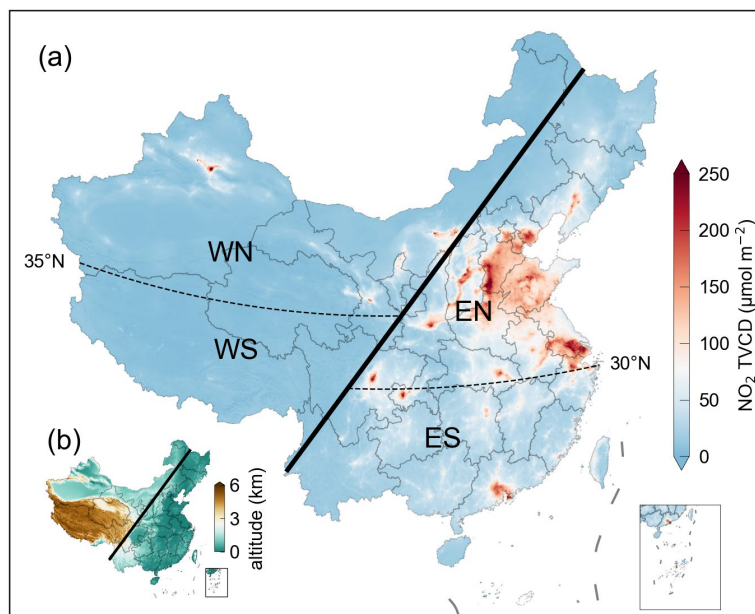 (a)
WN
35°N
WS
EN
30°N
ES
250
200
150
100
50
0
NO₂ TVCD (μmol m⁻²)
(b)
6
3
0
altitude (km)